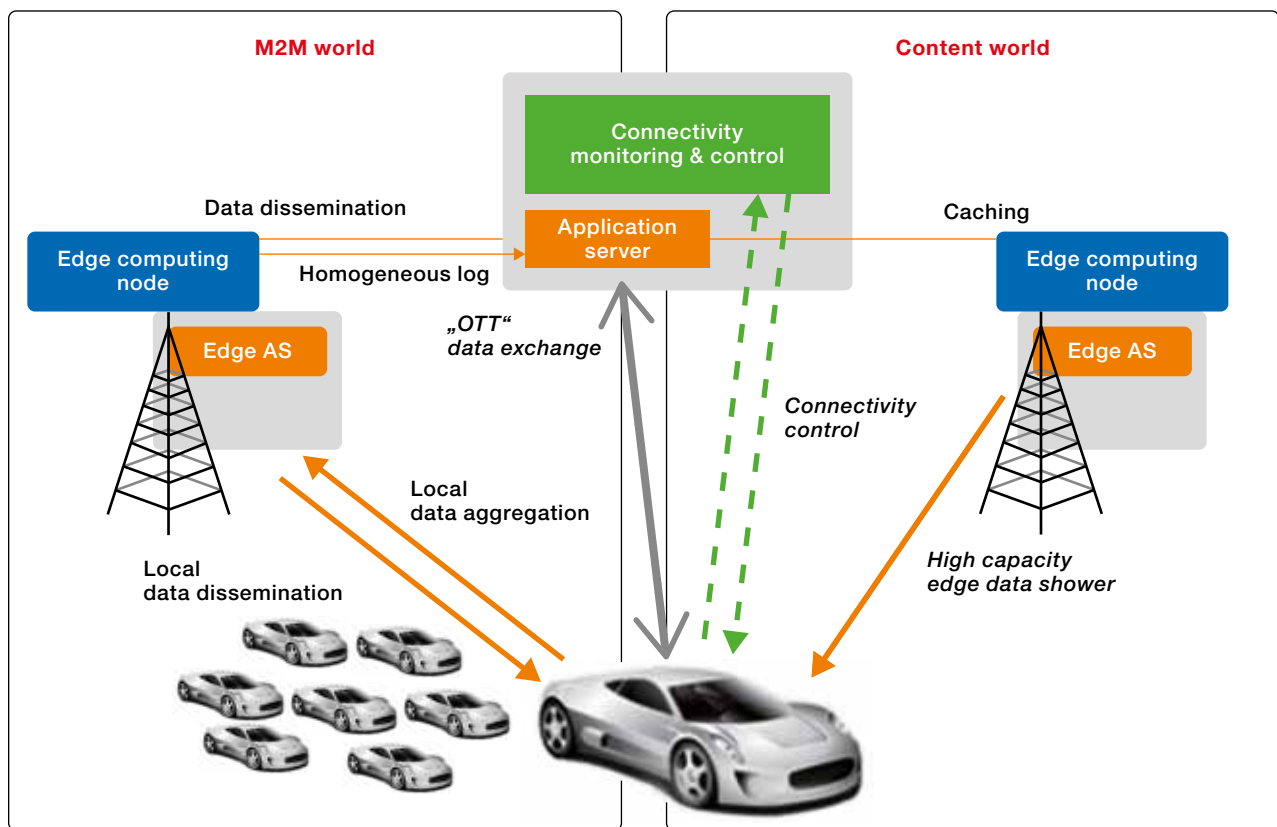 M2M world
Content world
Connectivity
monitoring & control
Data dissemination
Application
server
Caching
Edge computing
node
Homogeneous log
Edge computing
node
„OTT“
data exchange
Edge AS
Edge AS
Connectivity
control
Local
data aggregation
High capacity
edge data shower
Local
data dissemination